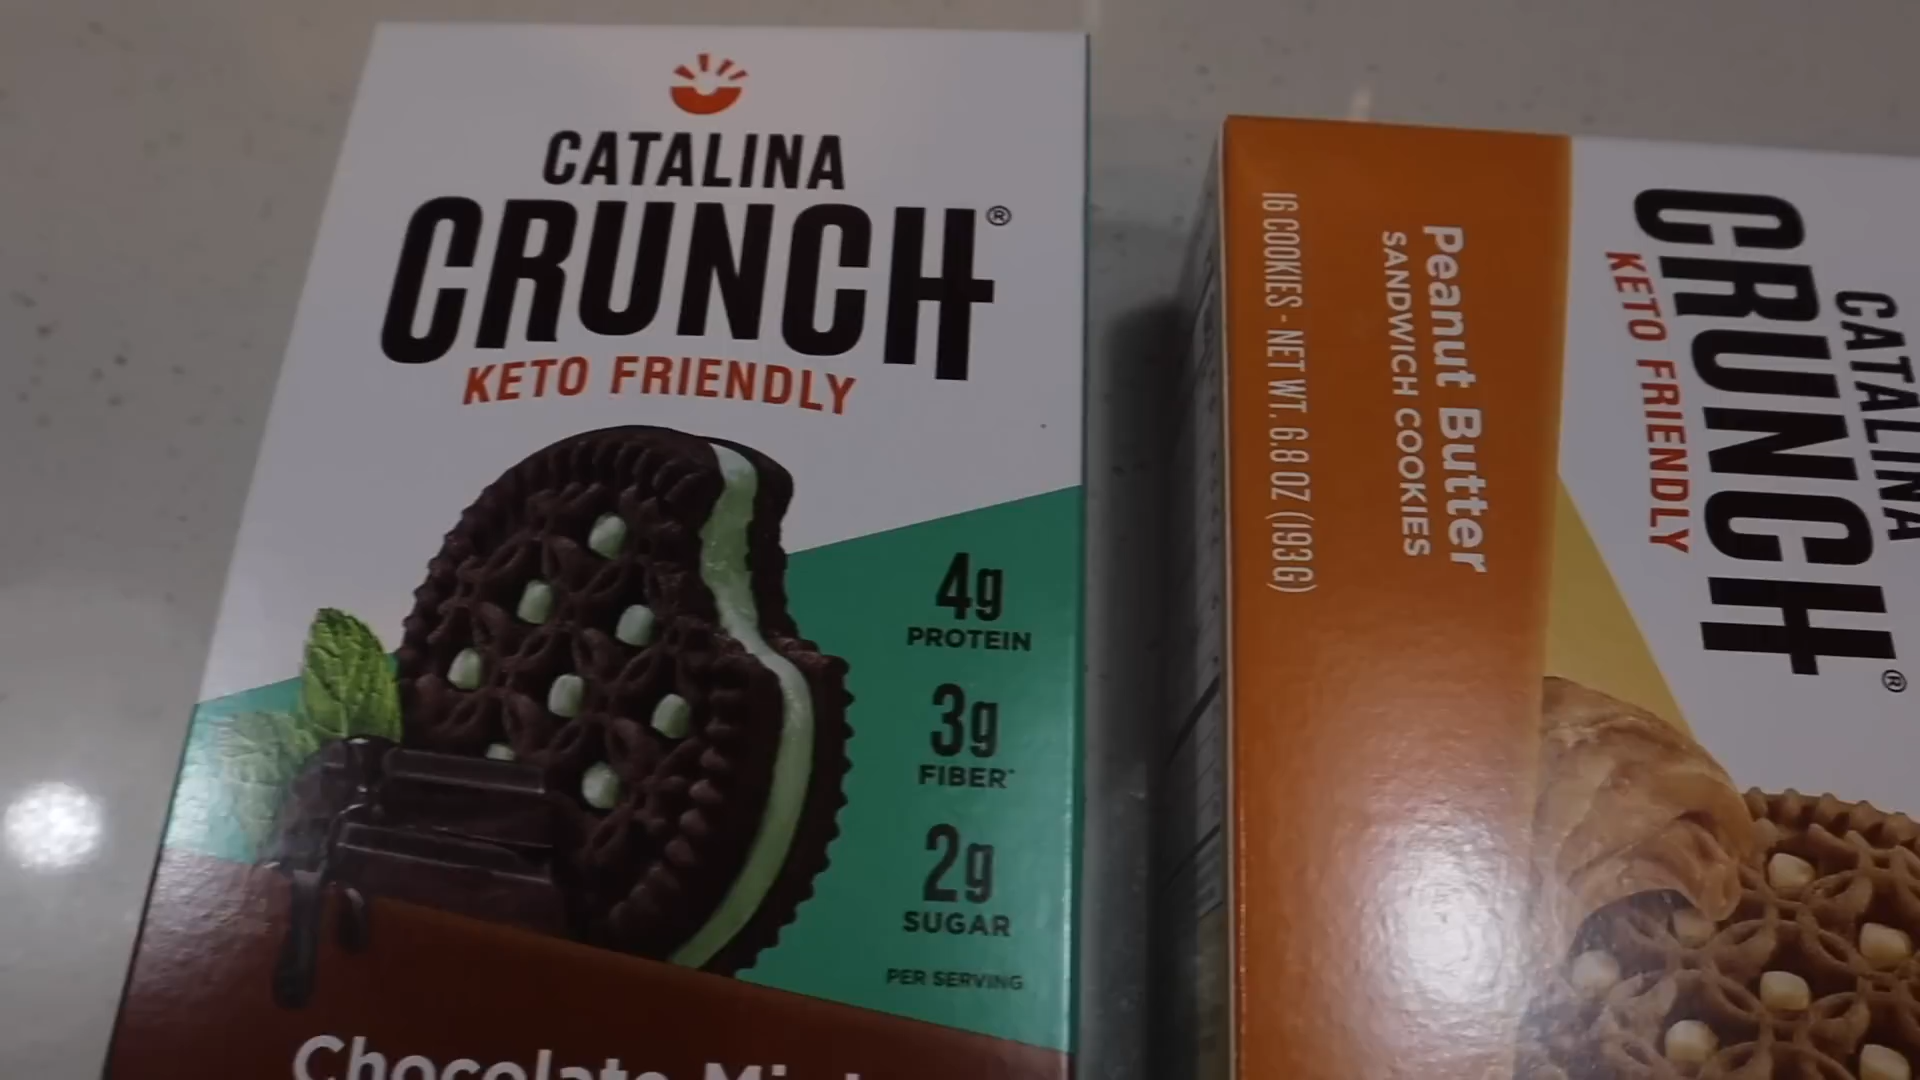 CATALINA
CRUNCH®
KETO FRIENDLY
4g
PROTEIN
3g
FIBER*
2g
SUGAR
PER SERVING
Chocolate
16 COOKIES - NET WT. 6.8 OZ (193G)
Peanut Butter
SANDWICH COOKIES
CATALINA
CRUNCH®
KETO FRIENDLY